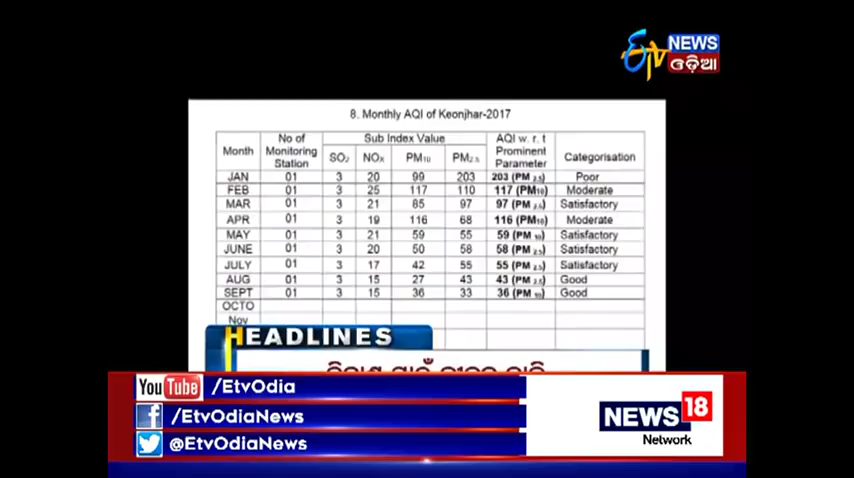 ETV NEWS
ଓଡ଼ିଆ
8. Monthly AQI of Keonjhar-2017
Month No of Monitoring Station Sub Index Value AQI w. r. t Prominent Parameter Categorisation
SO₂ NOx PM₁₀ PM₂.₅
JAN 01 3 20 99 203 203 (PM ₂.₅) Poor
FEB 01 3 25 117 110 117 (PM₁₀) Moderate
MAR 01 3 21 85 97 97 (PM ₂.₅) Satisfactory
APR 01 3 19 116 68 116 (PM₁₀) Moderate
MAY 01 3 21 59 55 59 (PM ₁₀) Satisfactory
JUNE 01 3 20 50 58 58 (PM ₂.₅) Satisfactory
JULY 01 3 17 42 55 55 (PM ₂.₅) Satisfactory
AUG 01 3 15 27 43 43 (PM ₂.₅) Good
SEPT 01 3 15 36 33 36 (PM ₁₀) Good
OCTO
Nov
HEADLINES
YouTube /EtvOdia
/EtvOdiaNews
@EtvOdiaNews
NEWS 18
Network